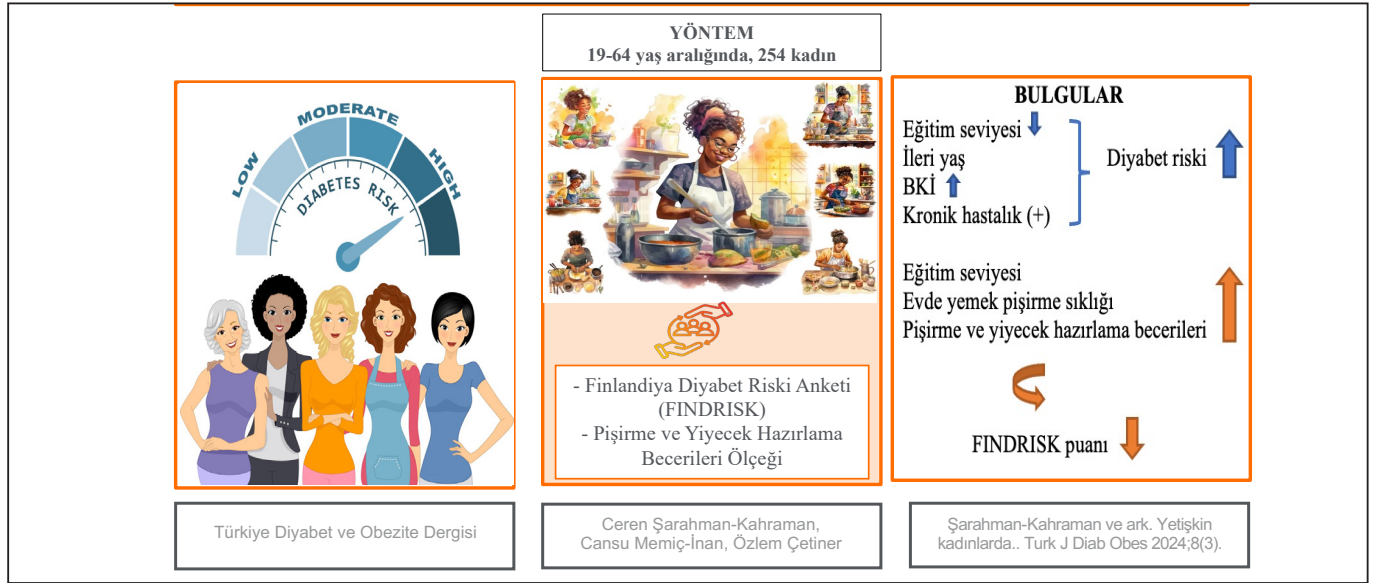 YÖNTEM
19-64 yaş aralığında, 254 kadın
LOW
MODERATE
HIGH
DIABETES RISK
- Finlandiya Diyabet Riski Anketi
(FINDRISK)
- Pişirme ve Yiyecek Hazırlama
Becerileri Ölçeği
BULGULAR
Eğitim seviyesi
İleri yaş
BKİ
Kronik hastalık (+)
Diyabet riski
Eğitim seviyesi
Evde yemek pişirme sıklığı
Pişirme ve yiyecek hazırlama becerileri
FINDRISK puanı
Türkiye Diyabet ve Obezite Dergisi
Ceren Şarahman-Kahraman,
Cansu Memiç-İnan, Özlem Çetiner
Şarahman-Kahraman ve ark. Yetişkin
kadınlarda.. Turk J Diab Obes 2024;8(3).